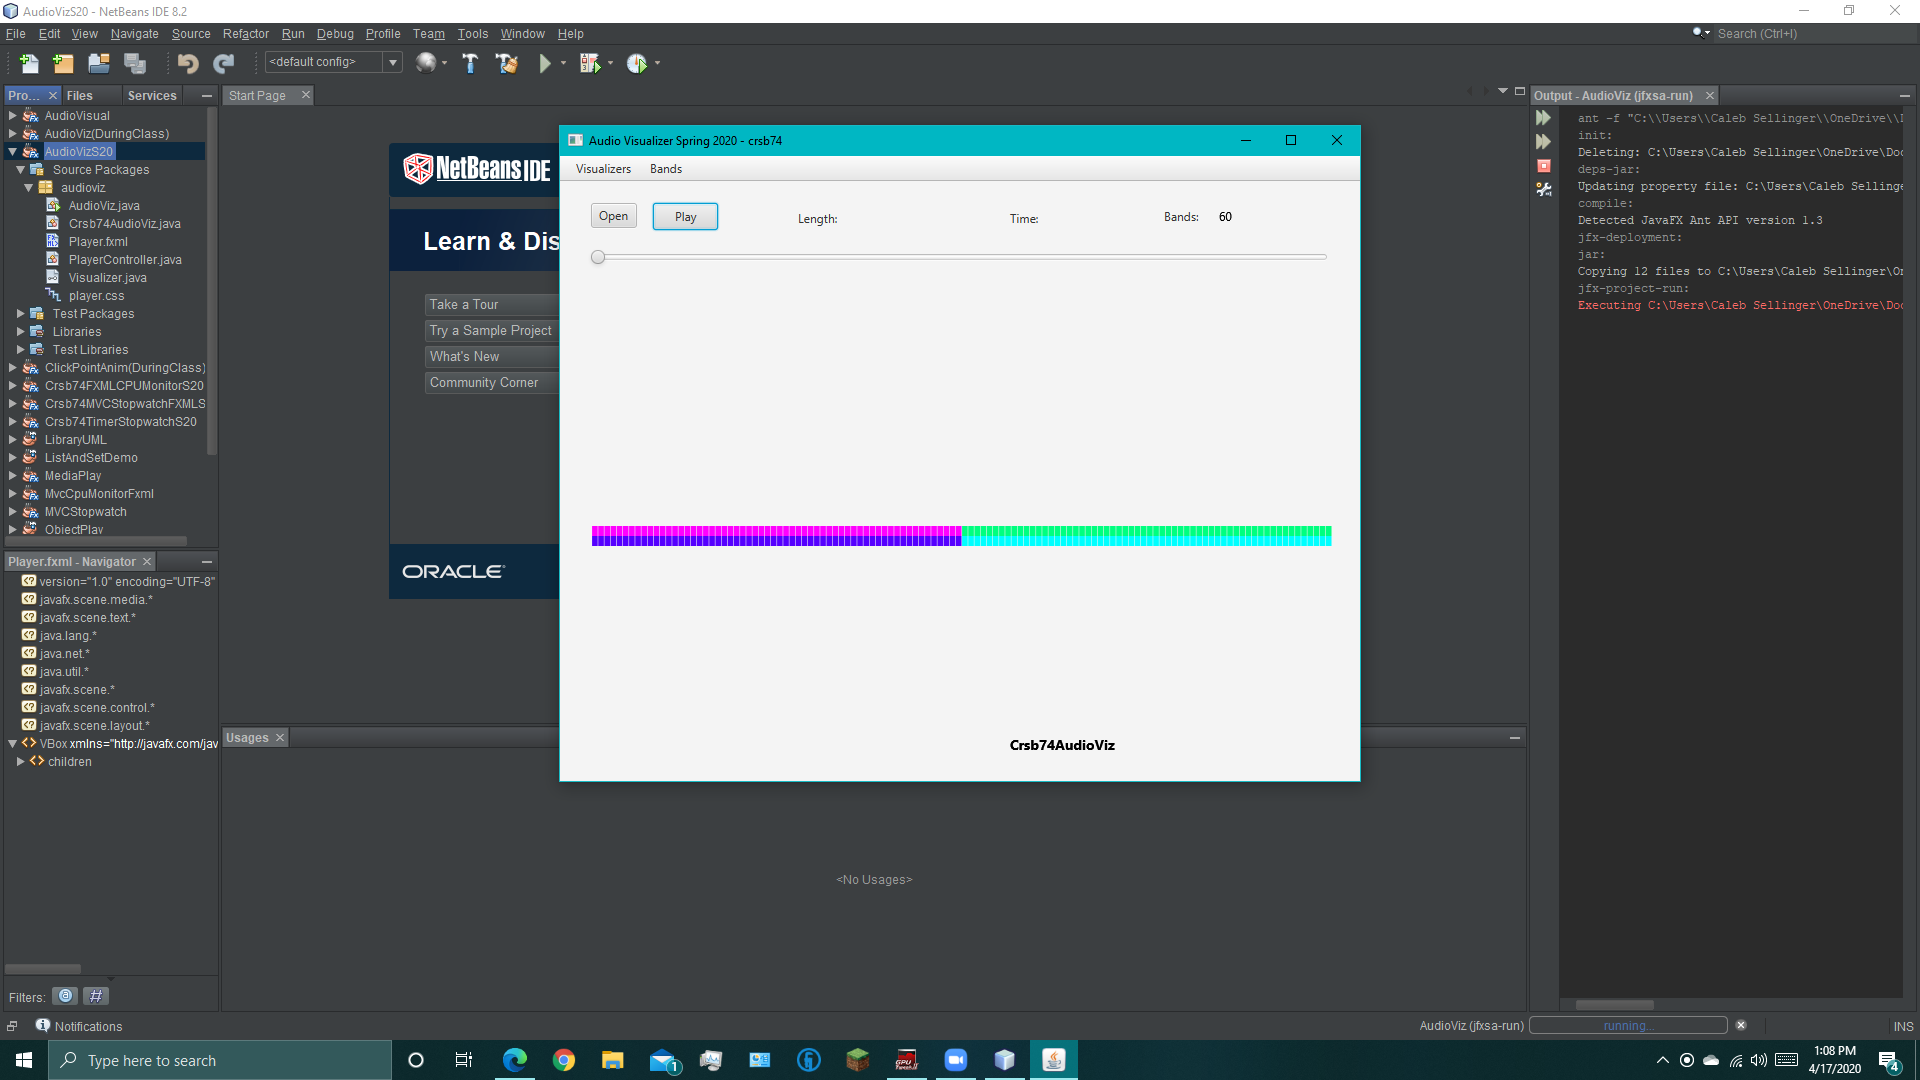 AudioVizS20 - NetBeans IDE 8.2
File Edit View Navigate Source Refactor Run Debug Profile Team Tools Window Help
Search (Ctrl+I)
<default config>
Pro... Files Services
Start Page
Output - AudioViz (jfxsa-run)
AudioVisual
AudioViz(DuringClass)
AudioVizS20
Source Packages
audioviz
AudioViz.java
Crsb74AudioViz.java
Player.fxml
PlayerController.java
Visualizer.java
player.css
Test Packages
Libraries
Test Libraries
ClickPointAnim(DuringClass)
Crsb74FXMLCPUMonitorS20
Crsb74MVCStopwatchFXMLS
Crsb74TimerStopwatchS20
LibraryUML
ListAndSetDemo
MediaPlay
MvcCpuMonitorFxml
MVCStopwatch
ObjectPlay
NetBeans IDE
Learn & Dis
Take a Tour
Try a Sample Project
What's New
Community Corner
ORACLE
Audio Visualizer Spring 2020 - crsb74
Visualizers Bands
Open Play Length: Time: Bands: 60
Crsb74AudioViz
ant -f "C:\\Users\\Caleb Sellinger\\OneDrive\\D
init:
Deleting: C:\Users\Caleb Sellinger\OneDrive\Doc
deps-jar:
Updating property file: C:\Users\Caleb Sellinge
compile:
Detected JavaFX Ant API version 1.3
jfx-deployment:
jar:
Copying 12 files to C:\Users\Caleb Sellinger\On
jfx-project-run:
Executing C:\Users\Caleb Sellinger\OneDrive\Doc
Player.fxml - Navigator
version="1.0" encoding="UTF-8"
javafx.scene.media.*
javafx.scene.text.*
java.lang.*
java.net.*
java.util.*
javafx.scene.*
javafx.scene.control.*
javafx.scene.layout.*
VBox xmlns="http://javafx.com/jav
children
Filters:
Usages
<No Usages>
Notifications
AudioViz (jfxsa-run) running... INS
Type here to search
1
GPU
1:08 PM
4/17/2020
4